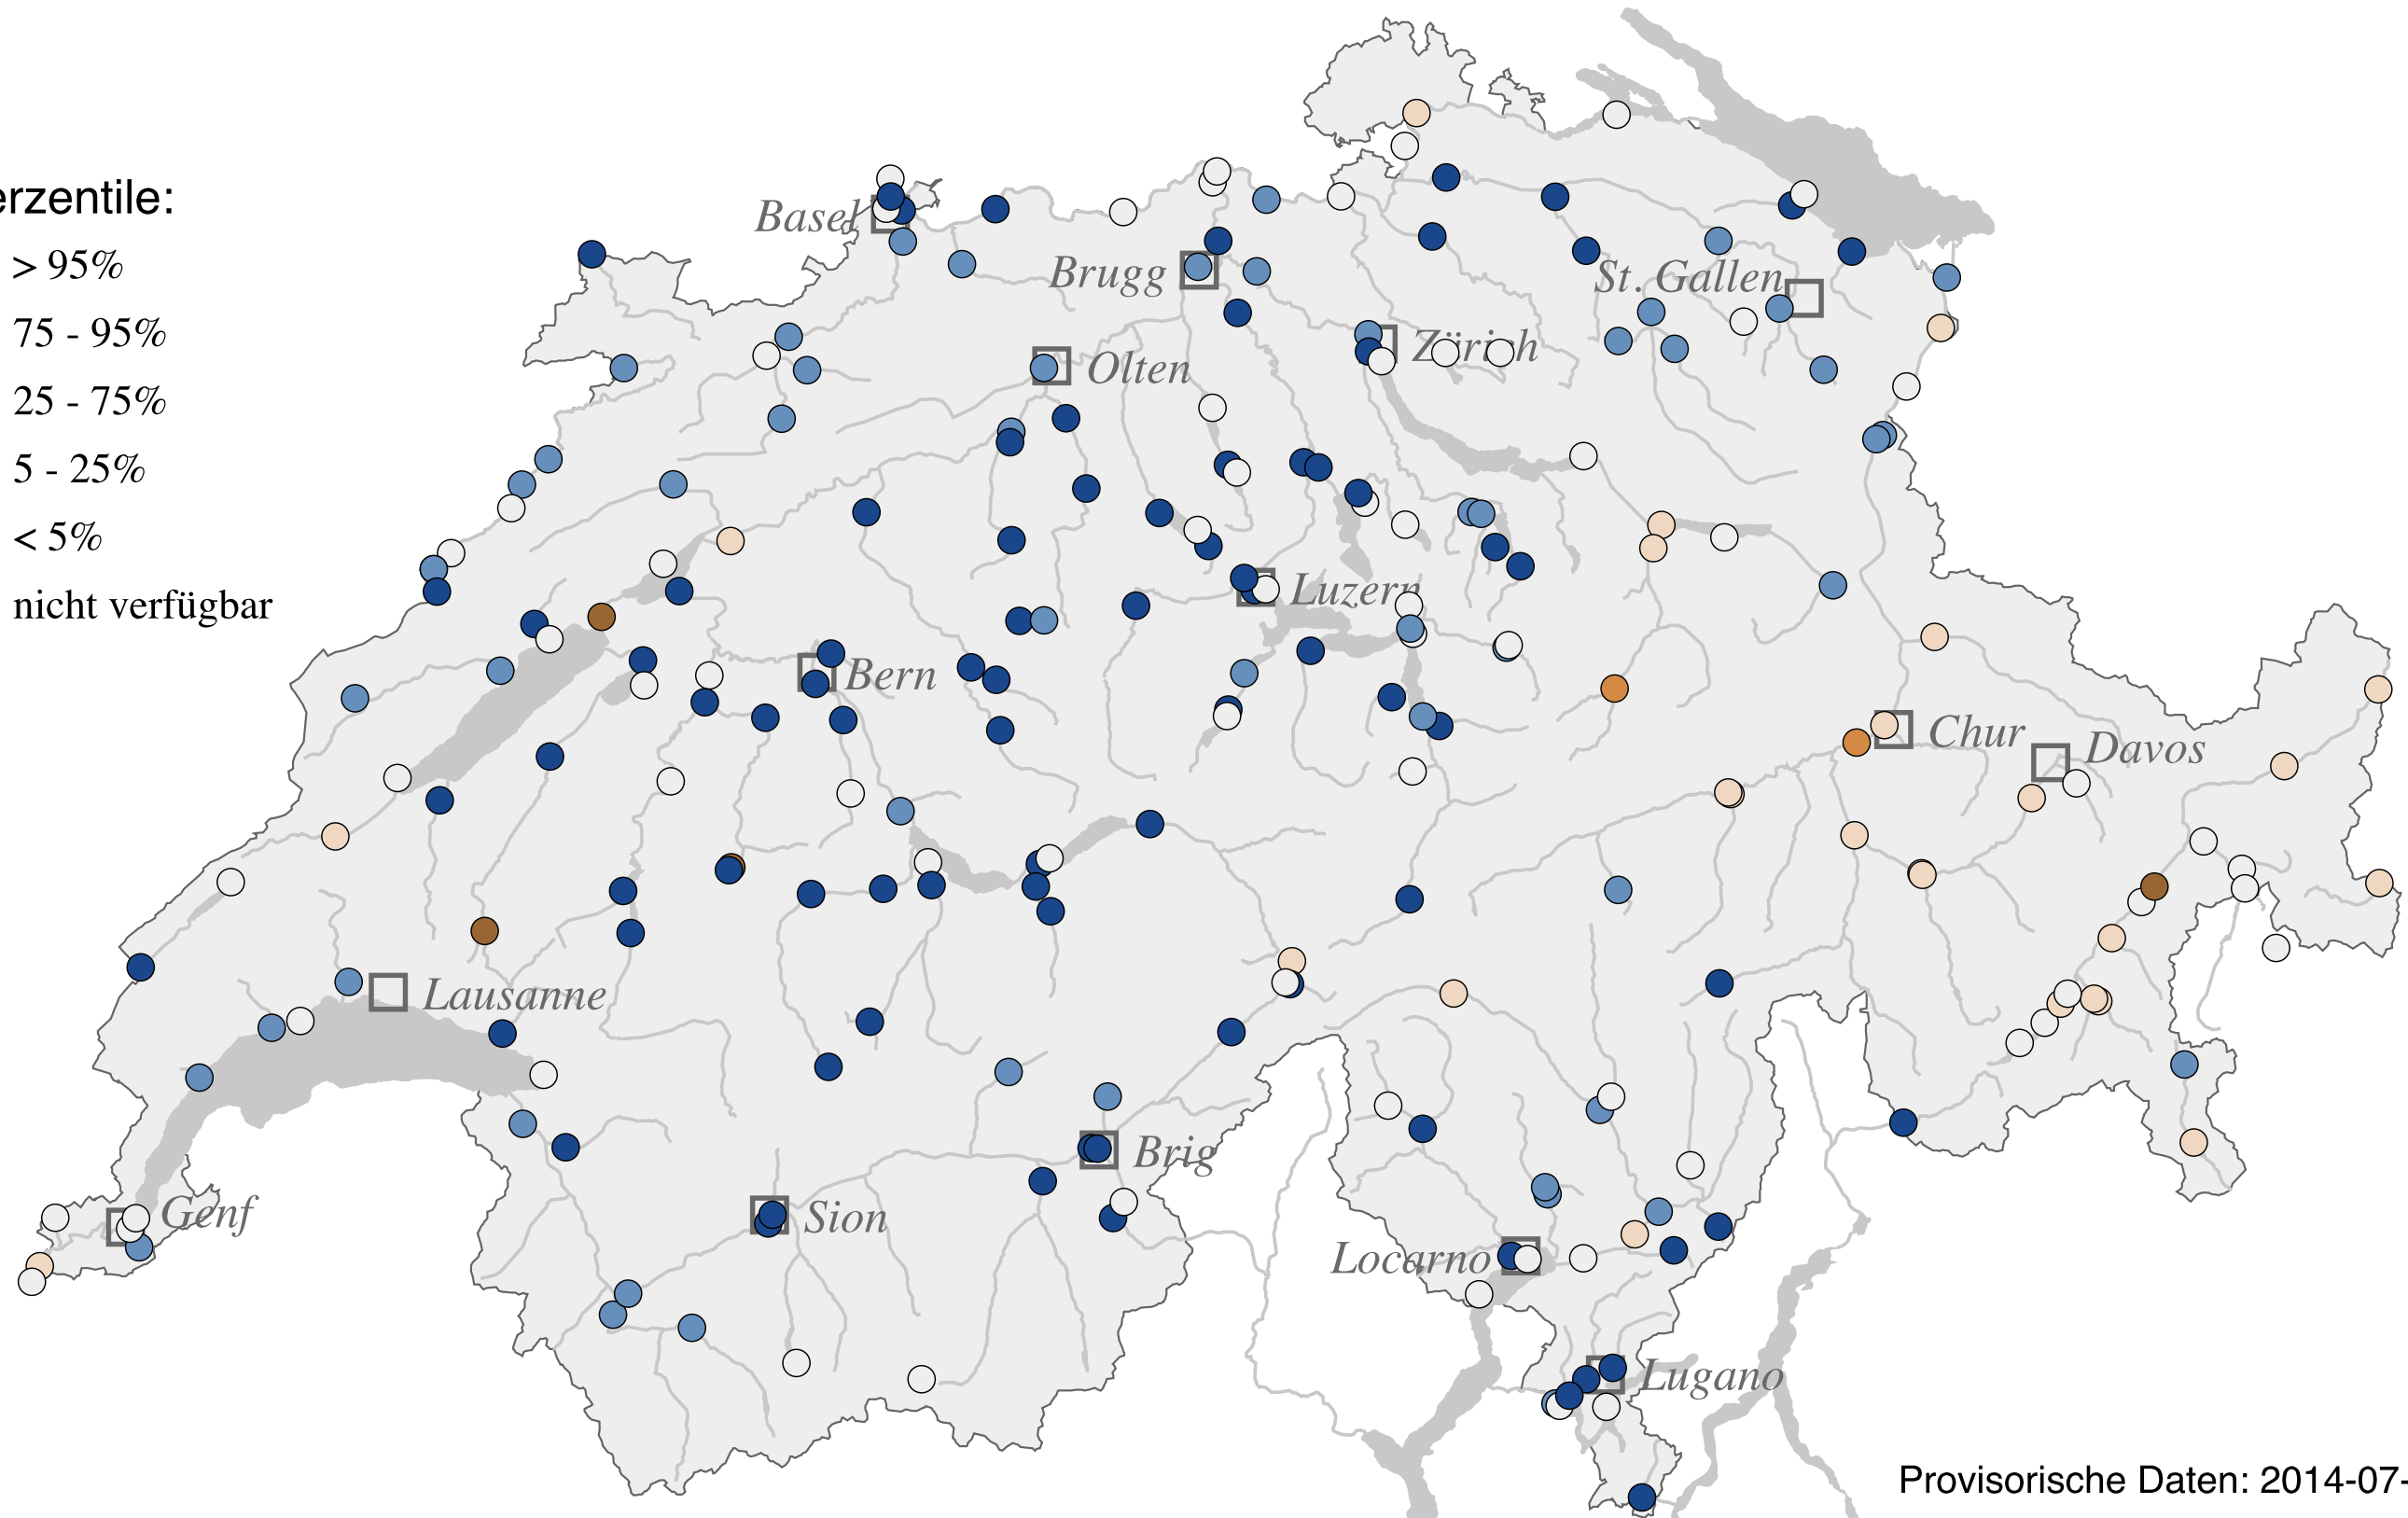 erzentile:
> 95%
75 - 95%
25 - 75%
5 - 25%
< 5%
nicht verfügbar
Basel
Brugg
St. Gallen
Zürich
Olten
Luzern
Bern
Chur
Davos
Lausanne
Brig
Genf
Sion
Locarno
Lugano
Provisorische Daten: 2014-07-